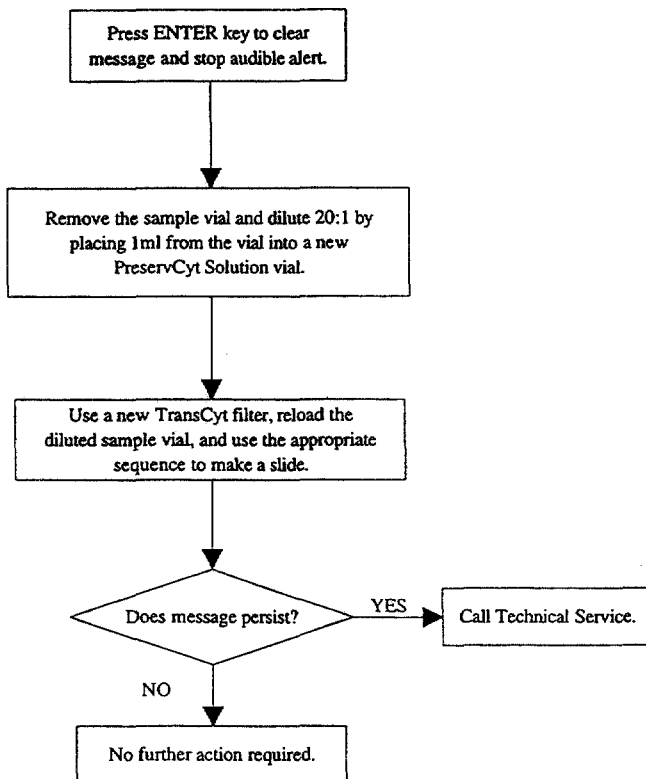 Press ENTER key to clear
message and stop audible alert.
Remove the sample vial and dilute 20:1 by
placing 1ml from the vial into a new
PreservCyt Solution vial.
Use a new TransCyt filter, reload the
diluted sample vial, and use the appropriate
sequence to make a slide.
Does message persist?
YES
Call Technical Service.
NO
No further action required.